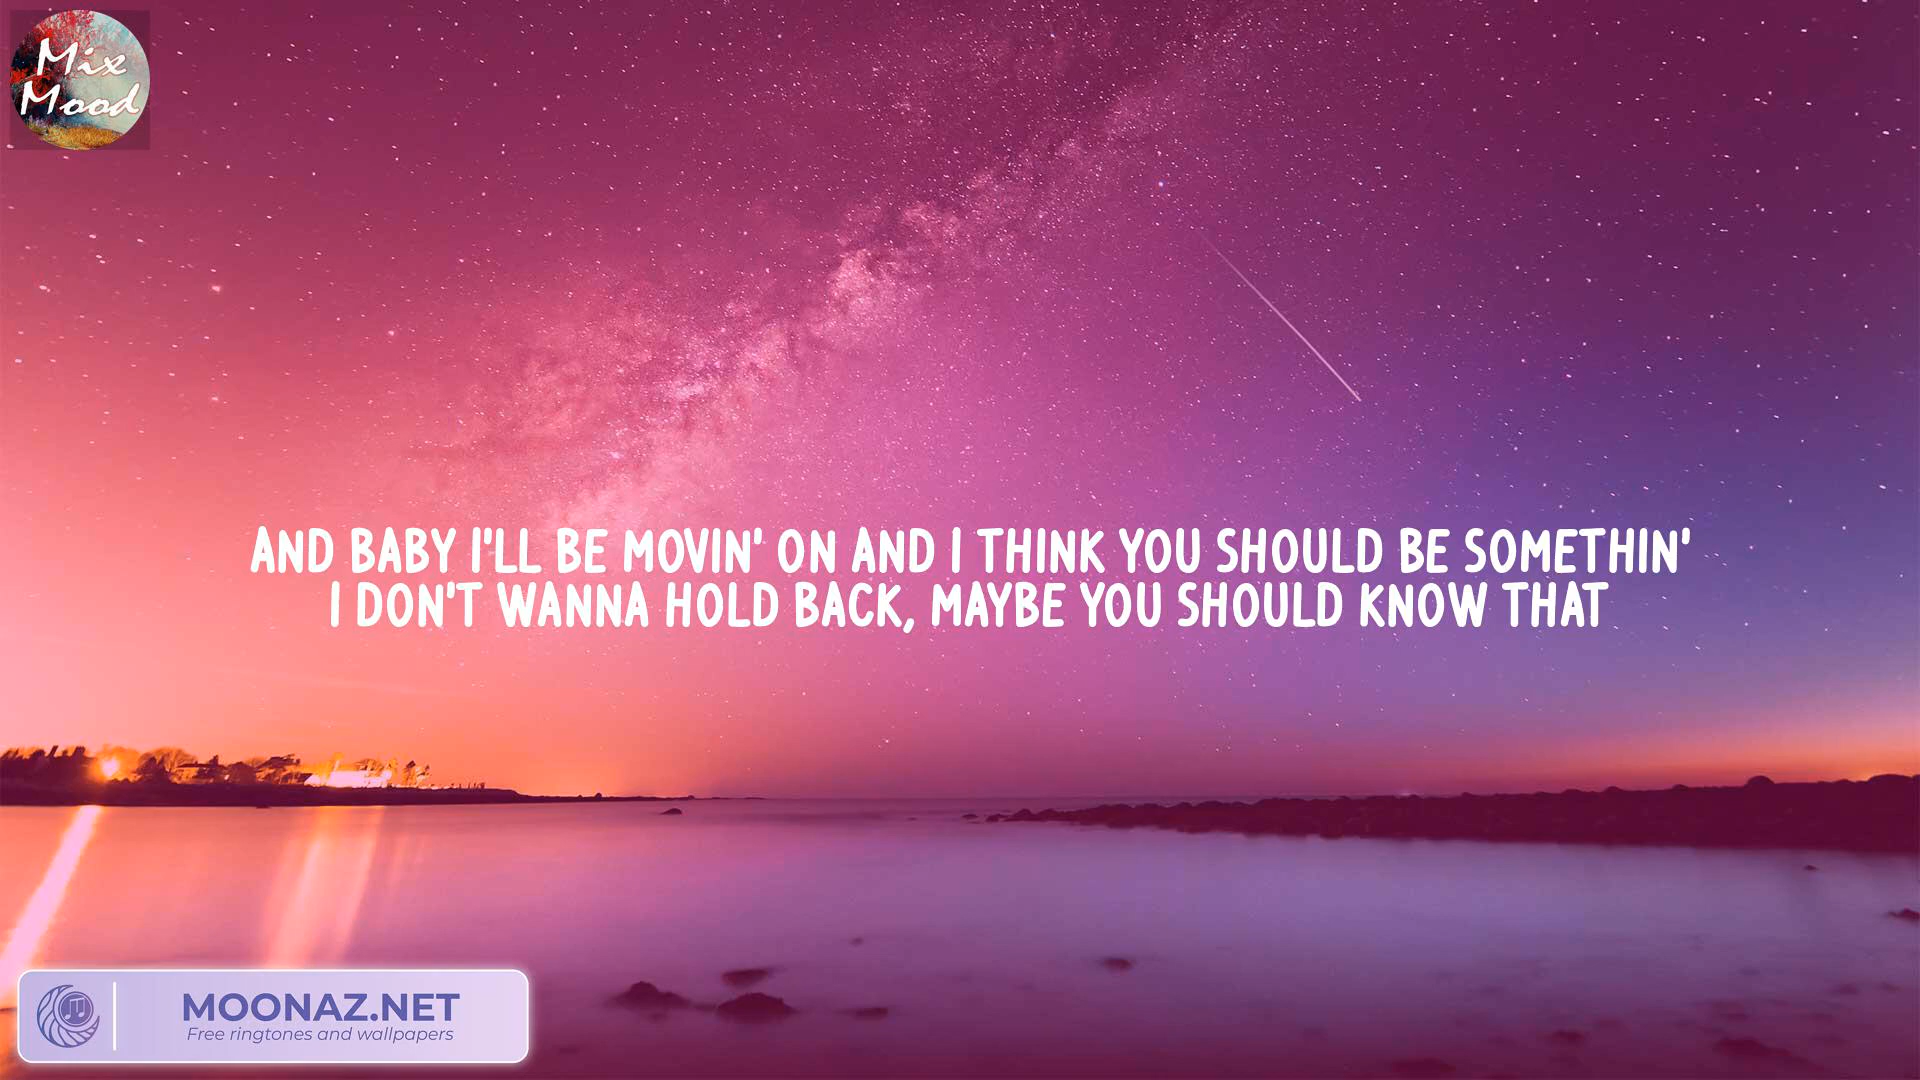 Mix
Mood
AND BABY I'LL BE MOVIN' ON AND I THINK YOU SHOULD BE SOMETHIN'
I DON'T WANNA HOLD BACK, MAYBE YOU SHOULD KNOW THAT
MOONAZ.NET
Free ringtones and wallpapers